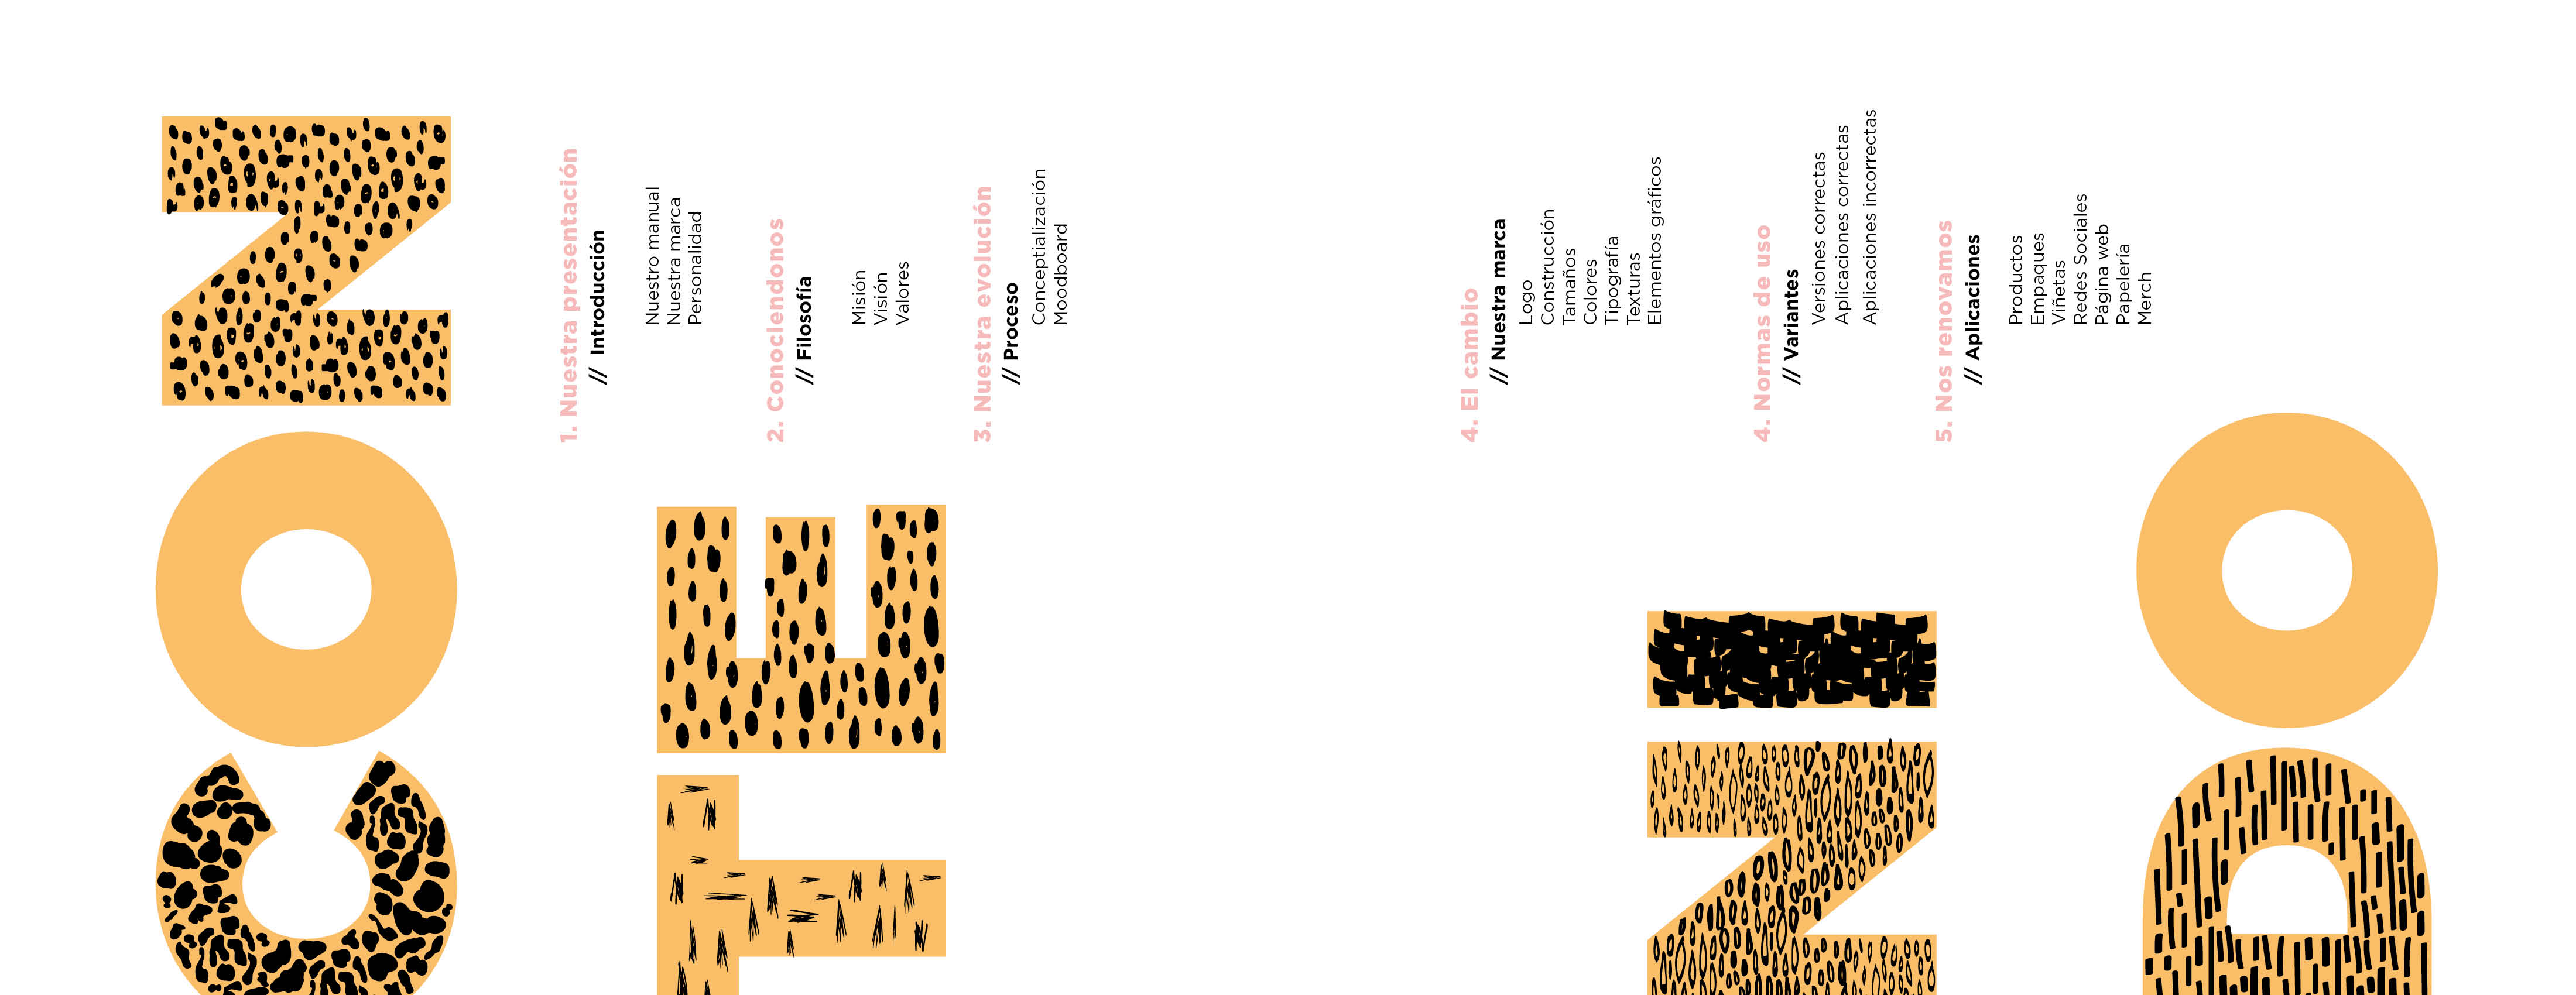 CON
TE
NI
DO
1. Nuestra presentación
// Introducción
Nuestro manual
Nuestra marca
Personalidad
2. Conociendonos
// Filosofía
Misión
Visión
Valores
3. Nuestra evolución
// Proceso
Conceptialización
Moodboard
4. El cambio
// Nuestra marca
Logo
Construcción
Tamaños
Colores
Tipografía
Texturas
Elementos gráficos
4. Normas de uso
// Variantes
Versiones correctas
Aplicaciones correctas
Aplicaciones incorrectas
5. Nos renovamos
// Aplicaciones
Productos
Empaques
Viñetas
Redes Sociales
Página web
Papelería
Merch